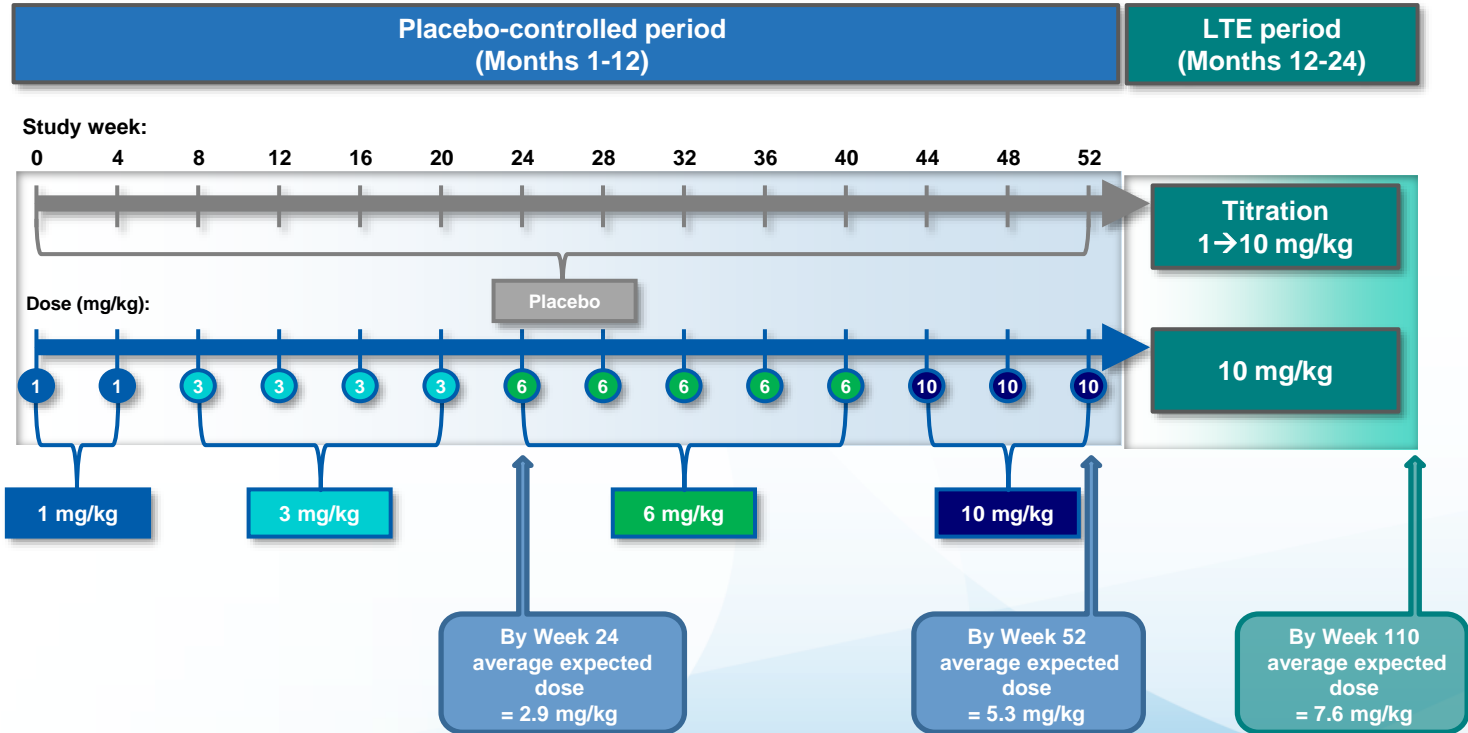 Placebo-controlled period
(Months 1-12)
LTE period
(Months 12-24)
Study week:
0 4 8 12 16 20 24 28 32 36 40 44 48 52
Titration
1→10 mg/kg
Placebo
Dose (mg/kg):
10 mg/kg
1 1 3 3 3 3 6 6 6 6 6 10 10 10
1 mg/kg
3 mg/kg
6 mg/kg
10 mg/kg
By Week 24
average expected
dose
= 2.9 mg/kg
By Week 52
average expected
dose
= 5.3 mg/kg
By Week 110
average expected
dose
= 7.6 mg/kg